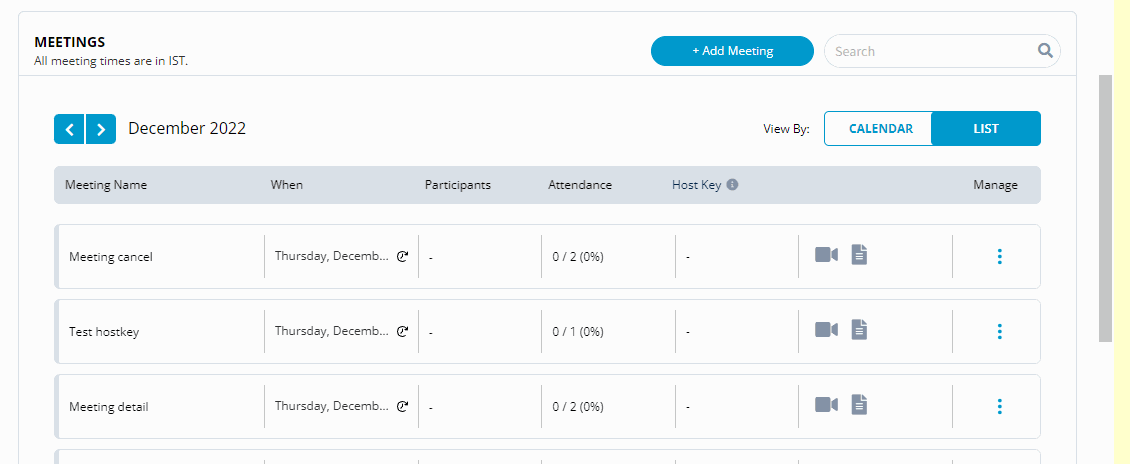 MEETINGS
All meeting times are in IST.
+ Add Meeting
Search
December 2022
View By:
CALENDAR
LIST
Meeting Name When Participants Attendance Host Key Manage
Meeting cancel Thursday, Decemb... - 0 / 2 (0%) -
Test hostkey Thursday, Decemb... - 0 / 1 (0%) -
Meeting detail Thursday, Decemb... - 0 / 2 (0%) -